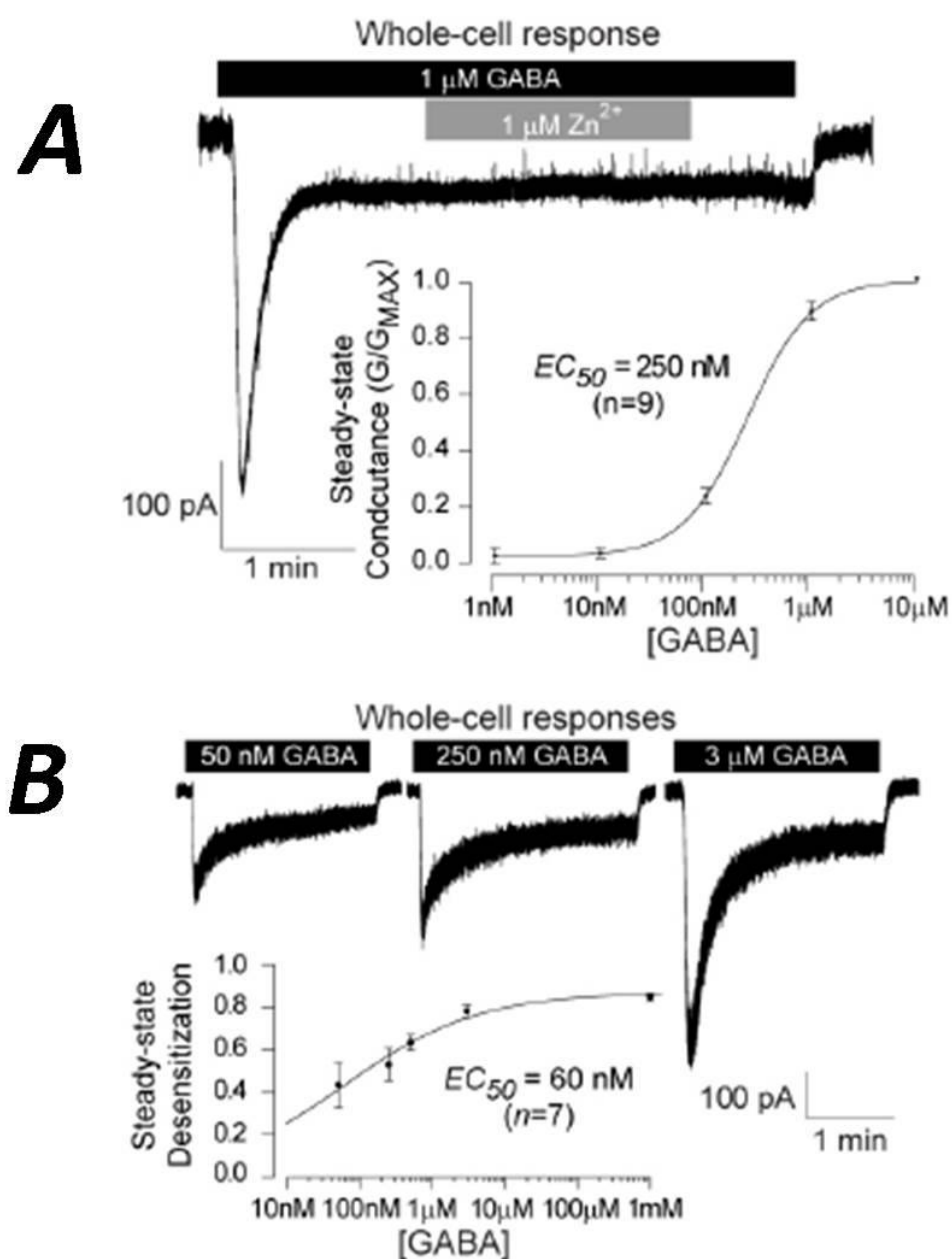 A
Whole-cell response
1 μM GABA
1 μM Zn²⁺
100 pA
1 min
Steady-state
Condcutance (G/GMAX)
1.0
0.8
0.6
0.4
0.2
0.0
EC50 = 250 nM
(n=9)
1nM 10nM 100nM 1μM 10μM
[GABA]
B
Whole-cell responses
50 nM GABA 250 nM GABA 3 μM GABA
Steady-state
Desensitization
1.0
0.8
0.6
0.4
0.2
0.0
EC50 = 60 nM
(n=7)
100 pA
1 min
10nM 100nM 1μM 10μM 100μM 1mM
[GABA]